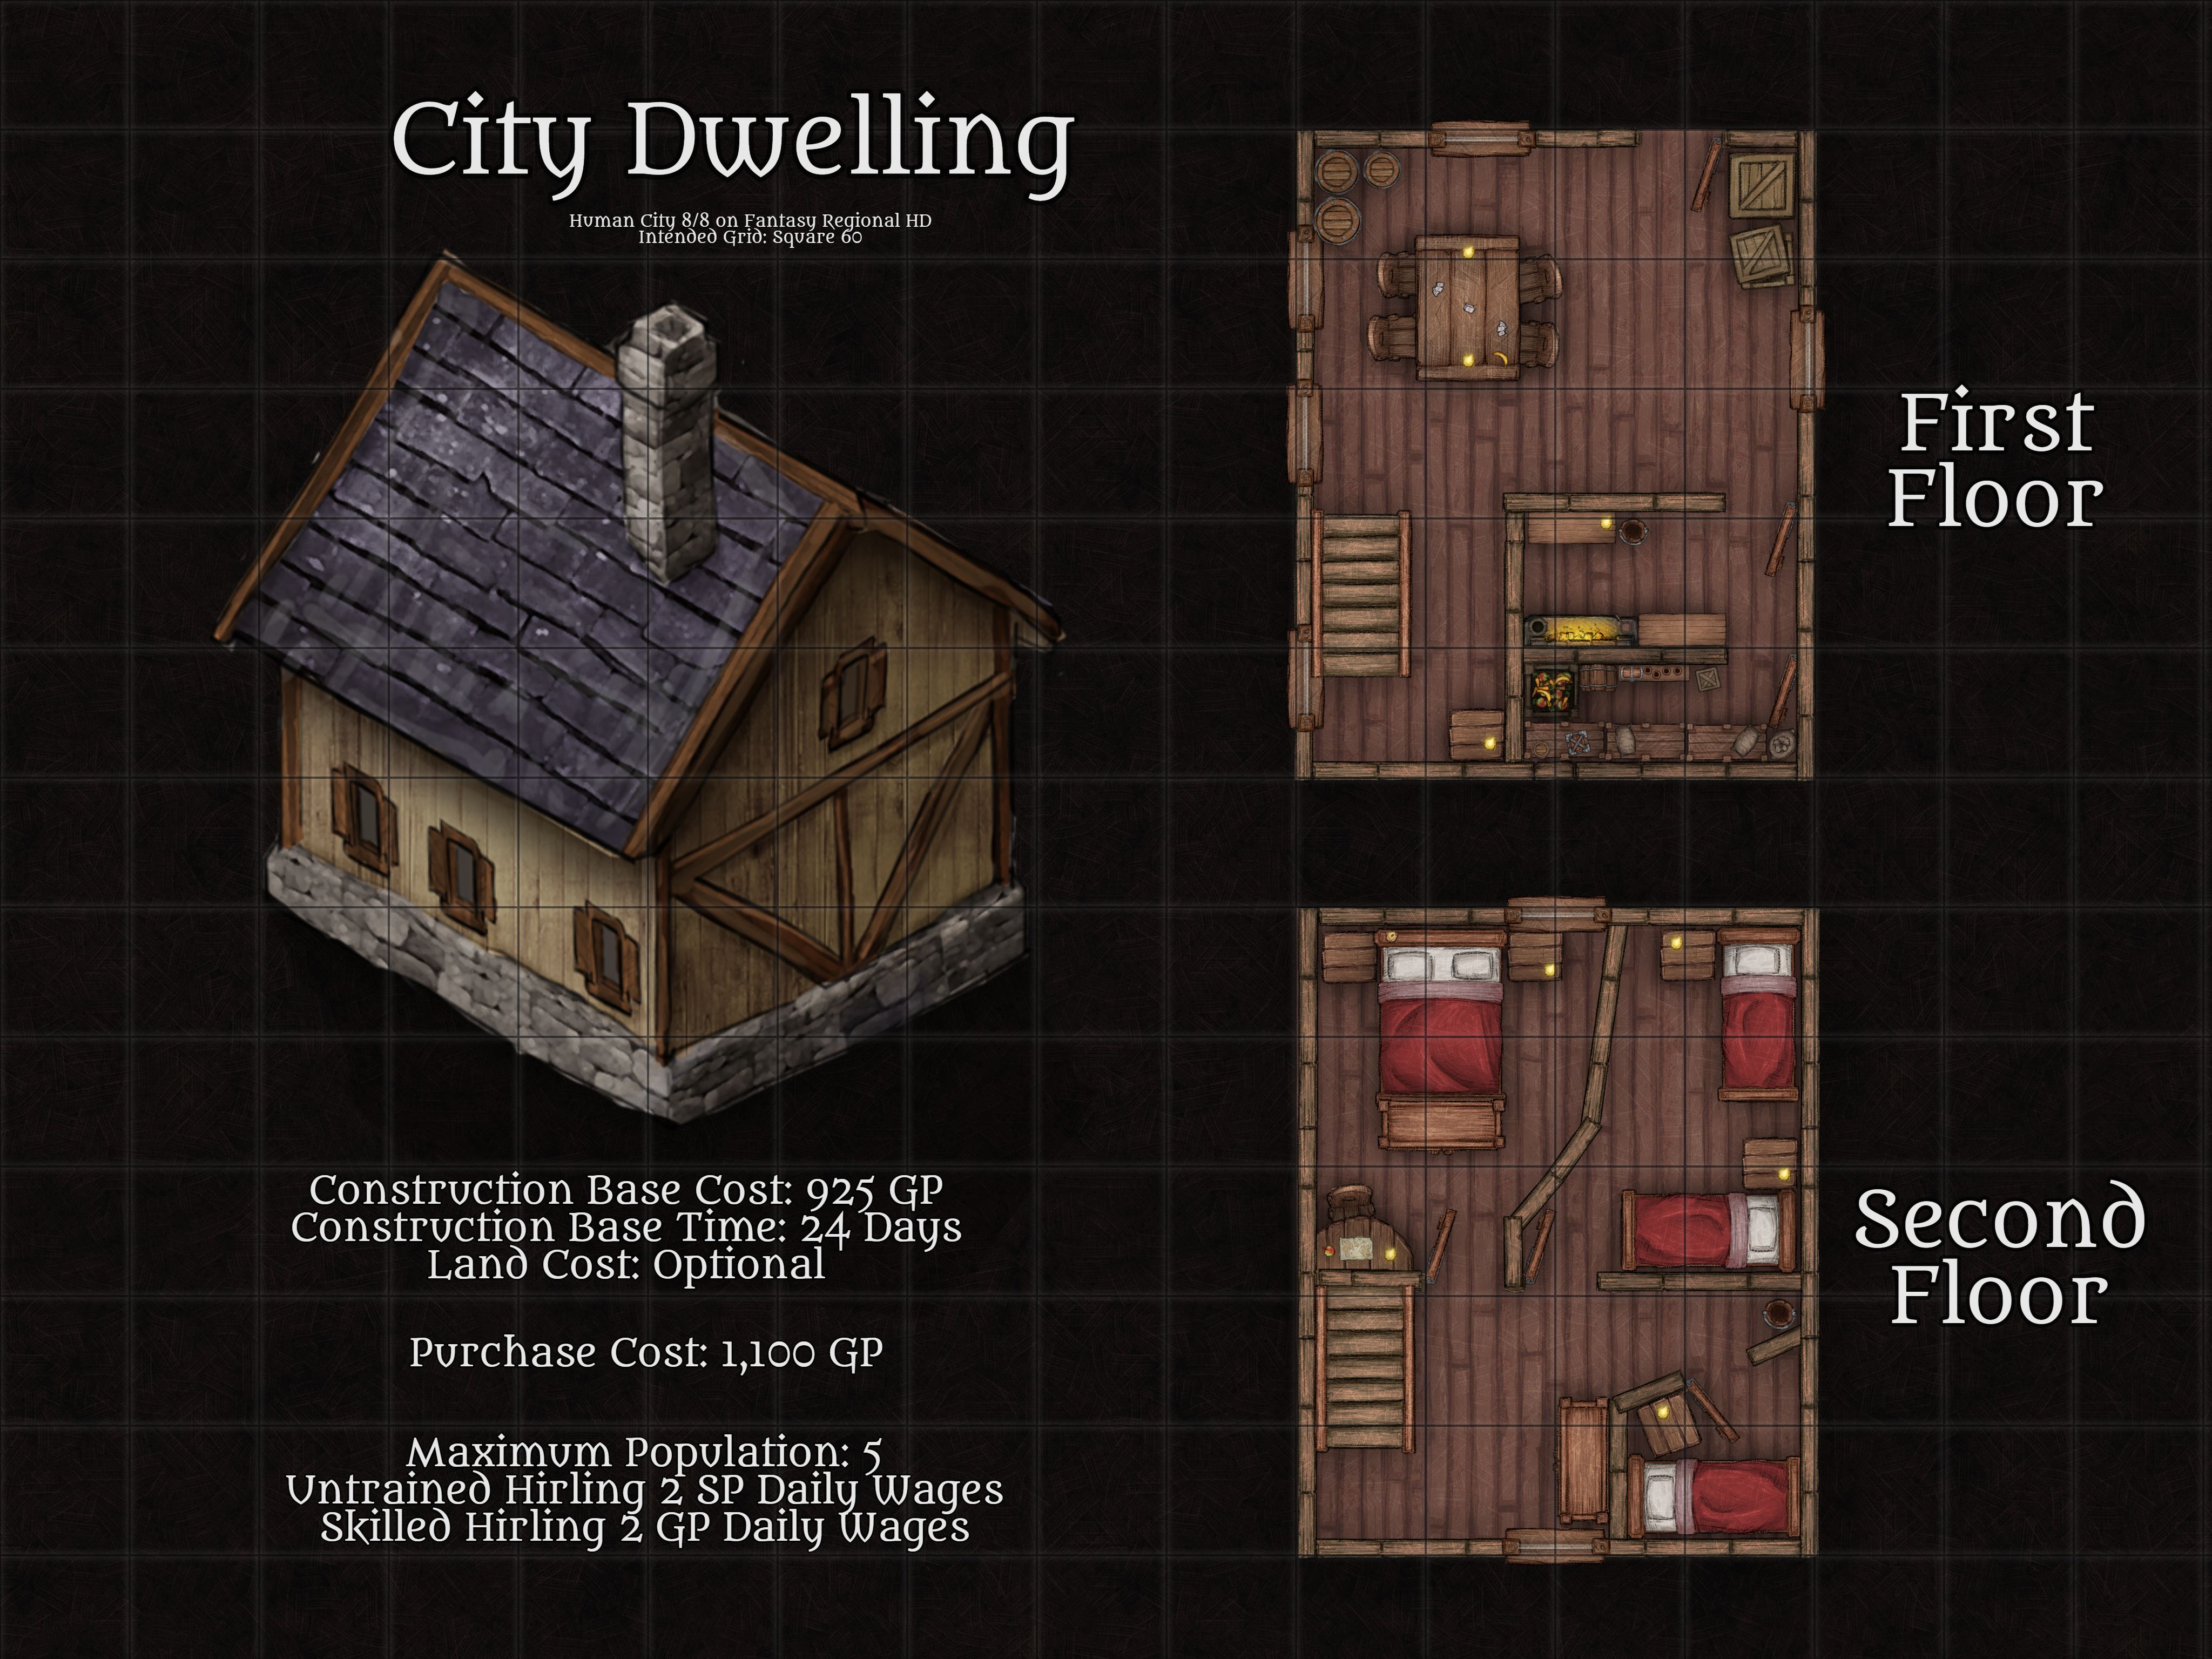 City Dwelling
Human City 8/8 on Fantasy Regional HD
Intended Grid: Square 60
First
Floor
Construction Base Cost: 925 GP
Construction Base Time: 24 Days
Land Cost: Optional
Purchase Cost: 1,100 GP
Maximum Population: 5
Untrained Hirling 2 SP Daily Wages
Skilled Hirling 2 GP Daily Wages
Second
Floor